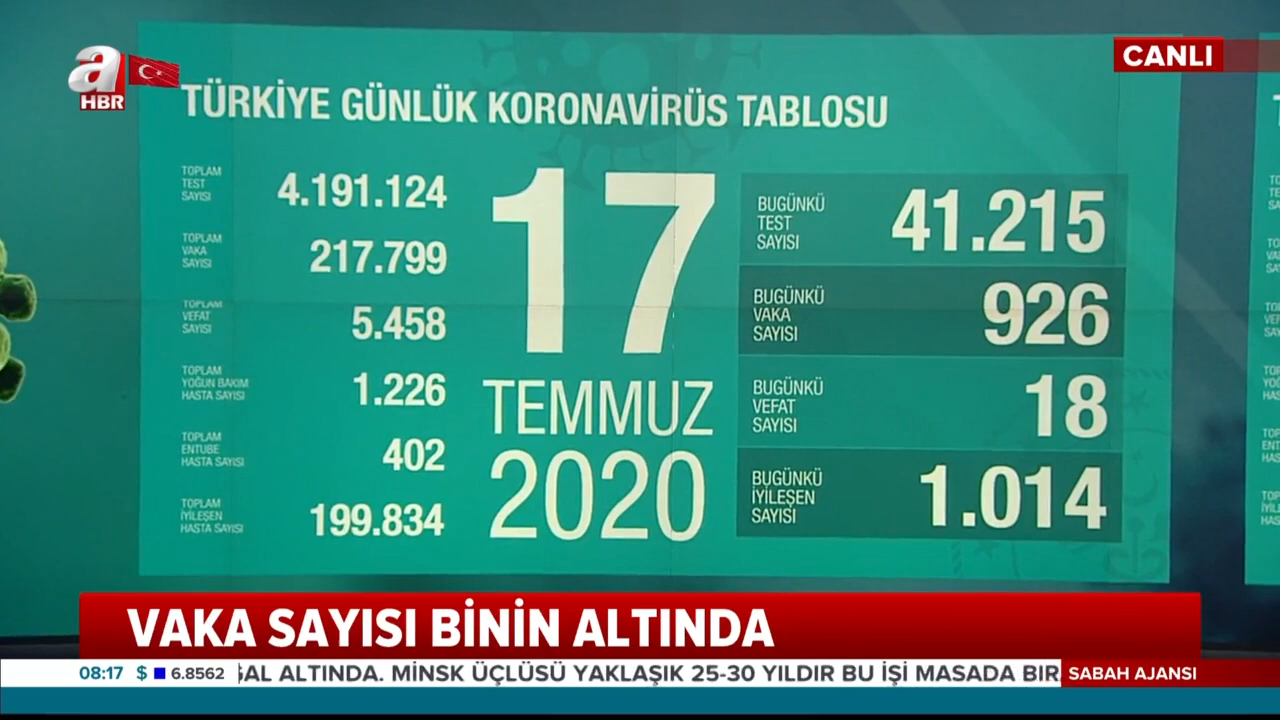 a
HBR
CANLI
TÜRKİYE GÜNLÜK KORONAVİRÜS TABLOSU
TOPLAM
TEST
SAYISI
4.191.124
TOPLAM
VAKA
SAYISI
217.799
TOPLAM
VEFAT
SAYISI
5.458
TOPLAM
YOĞUN BAKIM
HASTA SAYISI
1.226
TOPLAM
ENTUBE
HASTA SAYISI
402
TOPLAM
İYİLEŞEN
HASTA SAYISI
199.834
17
TEMMUZ
2020
BUGÜNKÜ
TEST
SAYISI
41.215
BUGÜNKÜ
VAKA
SAYISI
926
BUGÜNKÜ
VEFAT
SAYISI
18
BUGÜNKÜ
İYİLEŞEN
SAYISI
1.014
VAKA SAYISI BİNİN ALTINDA
08:17 $ 6.8562 ALTINDA. MİNSK ÜÇLÜSÜ YAKLAŞIK 25-30 YILDIR BU İŞİ MASADA BIR
SABAH AJANSI